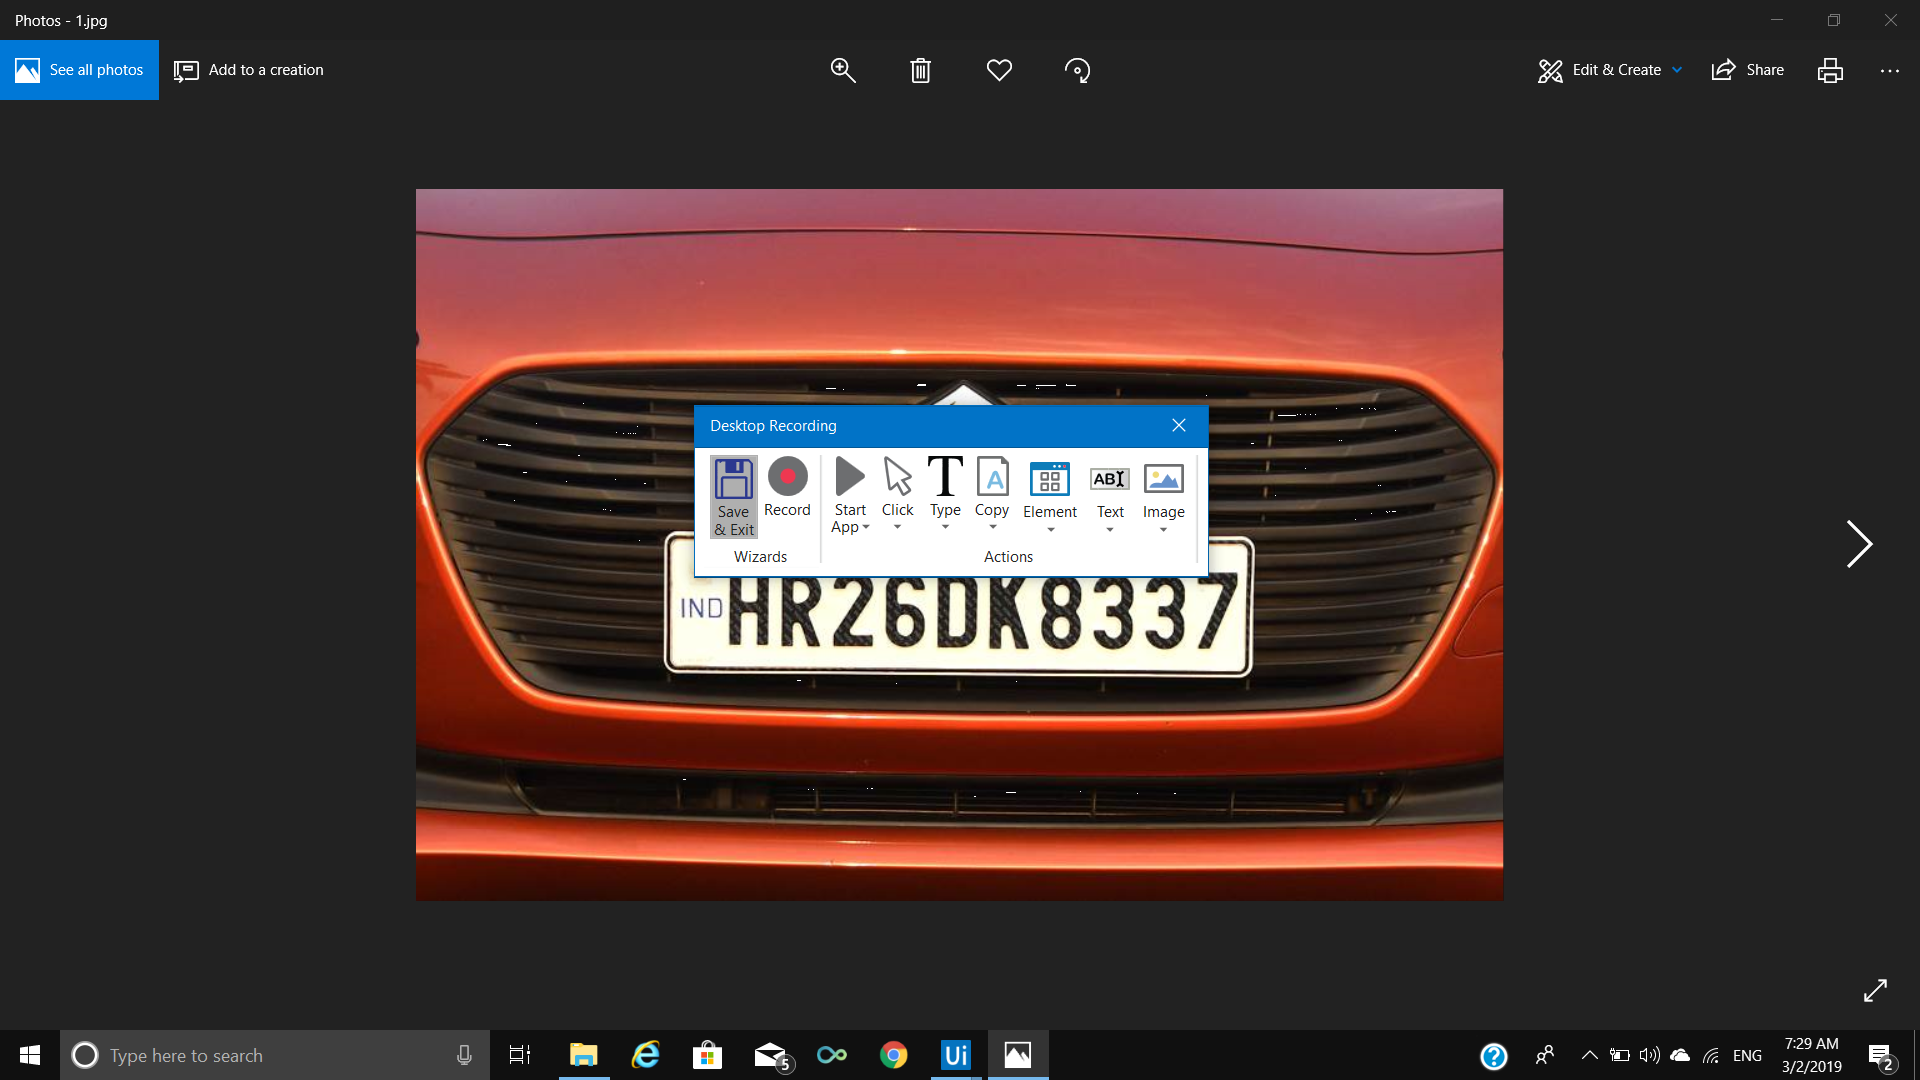 Photos - 1.jpg
See all photos
Add to a creation
Edit & Create
Share
Desktop Recording
Save & Exit
Record
Start App
Click
Type
Copy
Element
Text
Image
Wizards
Actions
IND HR26DK8337
Type here to search
5
Ui
ENG
7:29 AM
3/2/2019
2